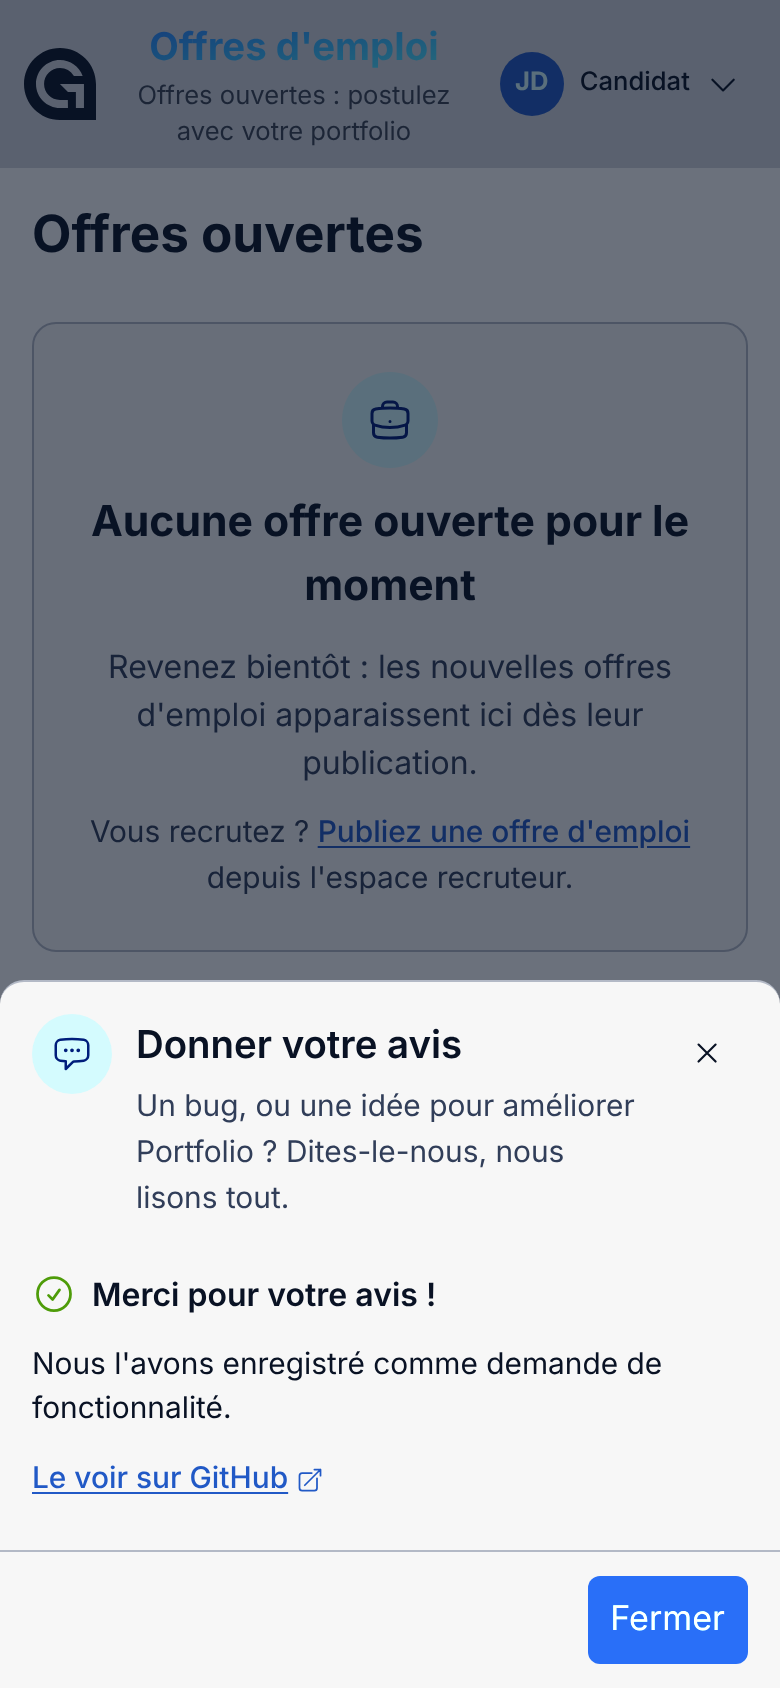 Offres d'emploi
Offres ouvertes : postulez
avec votre portfolio
JD
Candidat
Offres ouvertes
Aucune offre ouverte pour le
moment
Revenez bientôt : les nouvelles offres
d'emploi apparaissent ici dès leur
publication.
Vous recrutez ? Publiez une offre d'emploi
depuis l'espace recruteur.
Donner votre avis
Un bug, ou une idée pour améliorer
Portfolio ? Dites-le-nous, nous
lisons tout.
Merci pour votre avis !
Nous l'avons enregistré comme demande de
fonctionnalité.
Le voir sur GitHub
Fermer